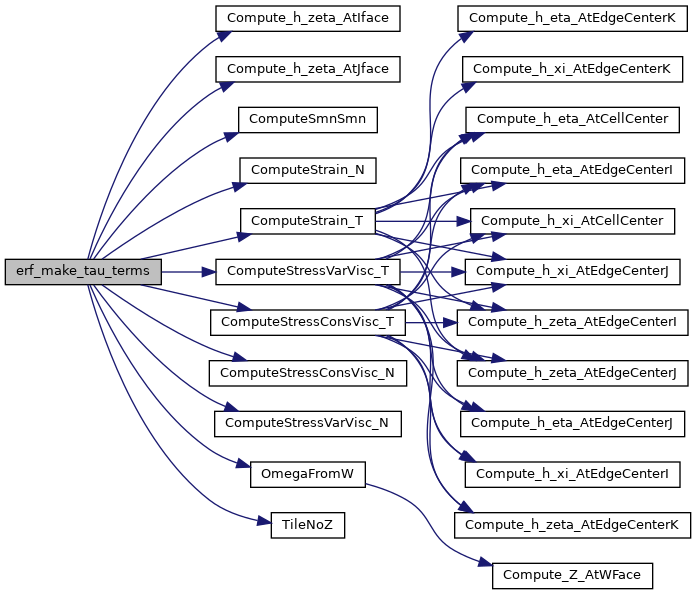 erf_make_tau_terms
Compute_h_zeta_AtIface
Compute_h_zeta_AtJface
ComputeSmnSmn
ComputeStrain_N
ComputeStrain_T
ComputeStressVarVisc_T
ComputeStressConsVisc_T
ComputeStressConsVisc_N
ComputeStressVarVisc_N
OmegaFromW
TileNoZ
Compute_h_eta_AtEdgeCenterK
Compute_h_xi_AtEdgeCenterK
Compute_h_eta_AtCellCenter
Compute_h_eta_AtEdgeCenterI
Compute_h_xi_AtCellCenter
Compute_h_xi_AtEdgeCenterJ
Compute_h_zeta_AtEdgeCenterI
Compute_h_zeta_AtEdgeCenterJ
Compute_h_eta_AtEdgeCenterJ
Compute_h_xi_AtEdgeCenterI
Compute_h_zeta_AtEdgeCenterK
Compute_Z_AtWFace